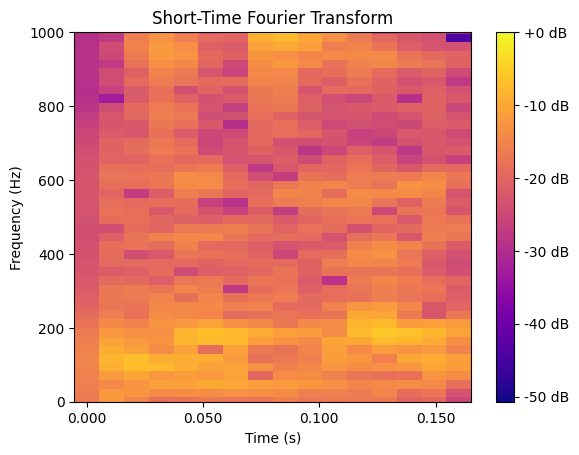 Short-Time Fourier Transform
1000
800
600
400
200
0
Frequency (Hz)
0.000
0.050
0.100
0.150
Time (s)
+0 dB
-10 dB
-20 dB
-30 dB
-40 dB
-50 dB